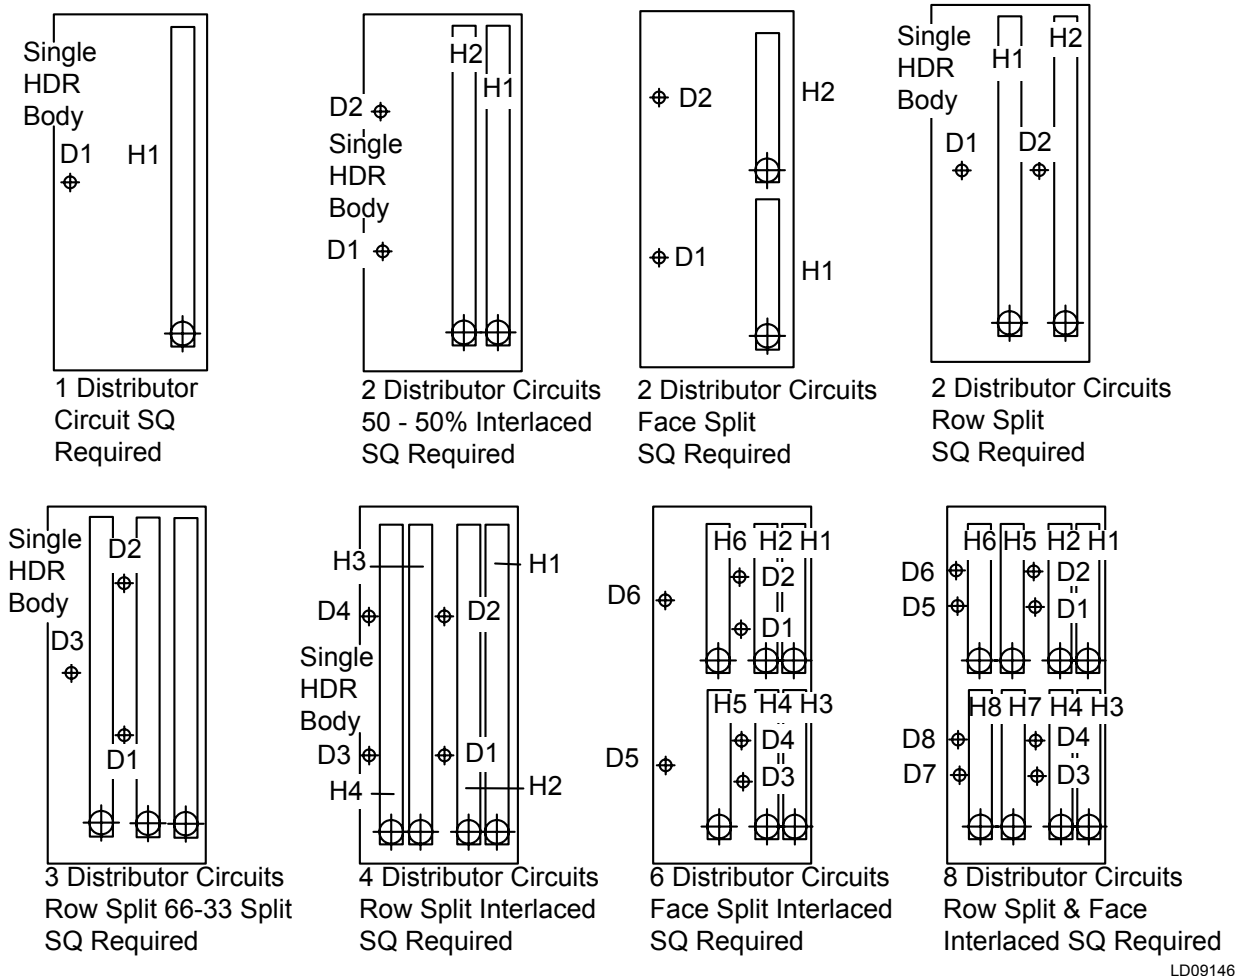 Single
HDR
Body
D1
H1
1 Distributor
Circuit SQ
Required
H2
H1
D2
Single
HDR
Body
D1
2 Distributor Circuits
50 - 50% Interlaced
SQ Required
D2
H2
D1
H1
2 Distributor Circuits
Face Split
SQ Required
Single
HDR
Body
H1
H2
D1
D2
2 Distributor Circuits
Row Split
SQ Required
Single
HDR
Body
D2
D3
D1
3 Distributor Circuits
Row Split 66-33 Split
SQ Required
H3
H1
D4
D2
Single
HDR
Body
D3
D1
H4
H2
4 Distributor Circuits
Row Split Interlaced
SQ Required
H6 H2 H1
D2
D6
D1
H5 H4 H3
D4
D5
D3
6 Distributor Circuits
Face Split Interlaced
SQ Required
H6 H5 H2 H1
D6
D2
D5
D1
H8 H7 H4 H3
D8
D4
D7
D3
8 Distributor Circuits
Row Split & Face
Interlaced SQ Required
LD09146